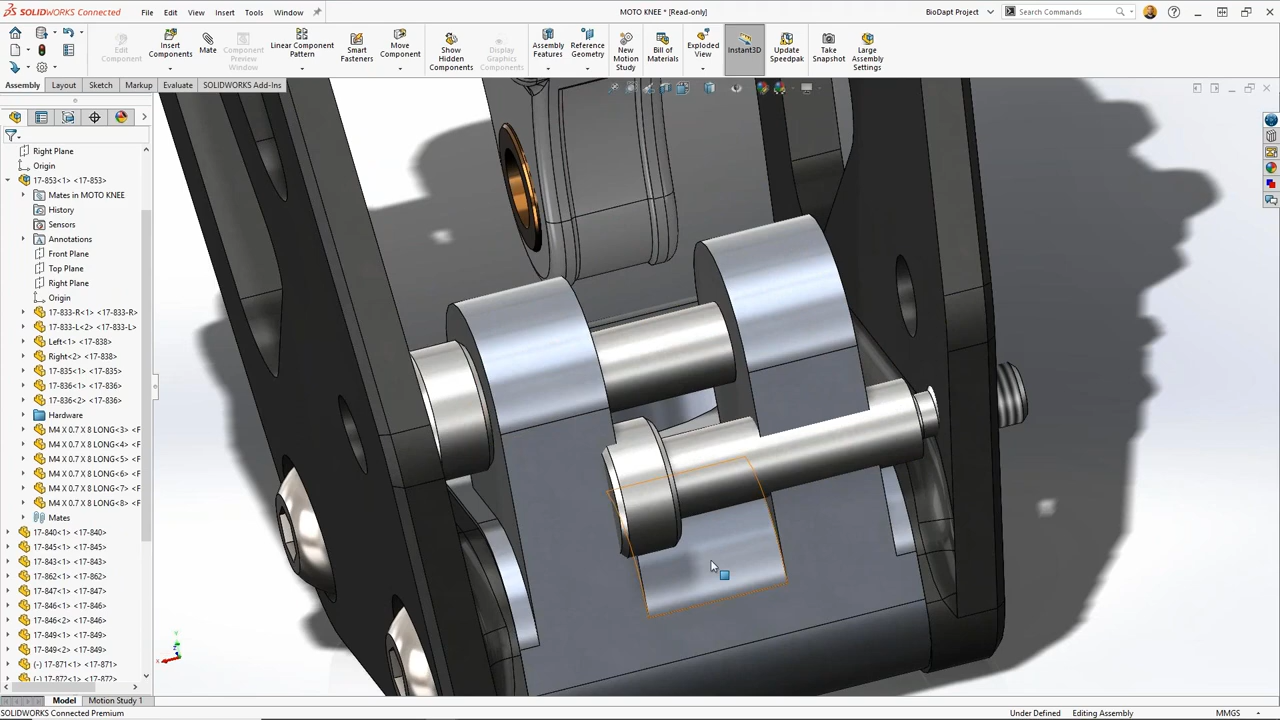 SOLIDWORKS Connected
File Edit View Insert Tools Window
MOTO KNEE * [Read-only]
BioDapt Project
Search Commands
Edit Component
Insert Components
Mate
Component Preview Window
Linear Component Pattern
Smart Fasteners
Move Component
Show Hidden Components
Display Graphics Components
Assembly Features
Reference Geometry
New Motion Study
Bill of Materials
Exploded View
Instant3D
Update Speedpak
Take Snapshot
Large Assembly Settings
Assembly Layout Sketch Markup Evaluate SOLIDWORKS Add-Ins
Right Plane
Origin
17-853<1> <17-853>
Mates in MOTO KNEE
History
Sensors
Annotations
Front Plane
Top Plane
Right Plane
Origin
17-833-R<1> <17-833-R>
17-833-L<2> <17-833-L>
Left<1> <17-838>
Right<2> <17-838>
17-835<1> <17-835>
17-836<1> <17-836>
17-836<2> <17-836>
Hardware
M4 X 0.7 X 8 LONG<3> <F
M4 X 0.7 X 8 LONG<4> <F
M4 X 0.7 X 8 LONG<5> <F
M4 X 0.7 X 8 LONG<6> <F
M4 X 0.7 X 8 LONG<7> <F
M4 X 0.7 X 8 LONG<8> <F
Mates
17-840<1> <17-840>
17-845<1> <17-845>
17-843<1> <17-843>
17-862<1> <17-862>
17-847<1> <17-847>
17-846<1> <17-846>
17-846<2> <17-846>
17-849<1> <17-849>
17-849<2> <17-849>
(-) 17-871<1> <17-871>
(-) 17-872<1> <17-872>
Model Motion Study 1
SOLIDWORKS Connected Premium
Under Defined Editing Assembly MMGS